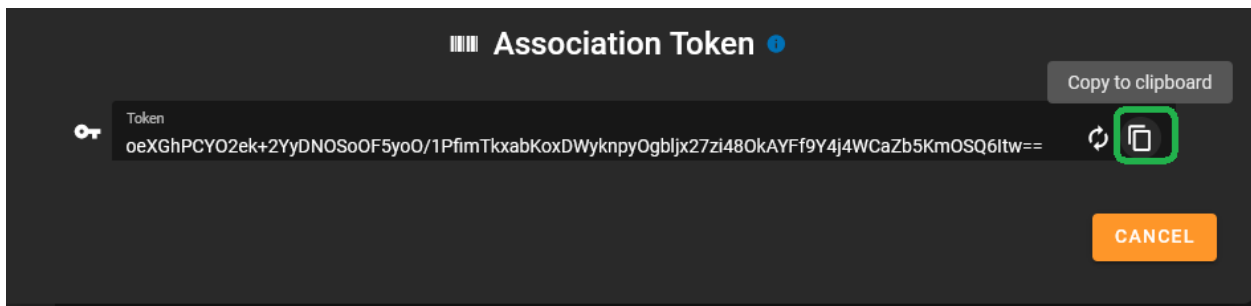 Association Token
Copy to clipboard
Token
oeXGhPCYO2ek+2YyDNOSoOF5yoO/1PfimTkxabKoxDWyknpyOgbljx27zi48OkAYFf9Y4j4WCaZb5KmOSQ6Itw==
CANCEL